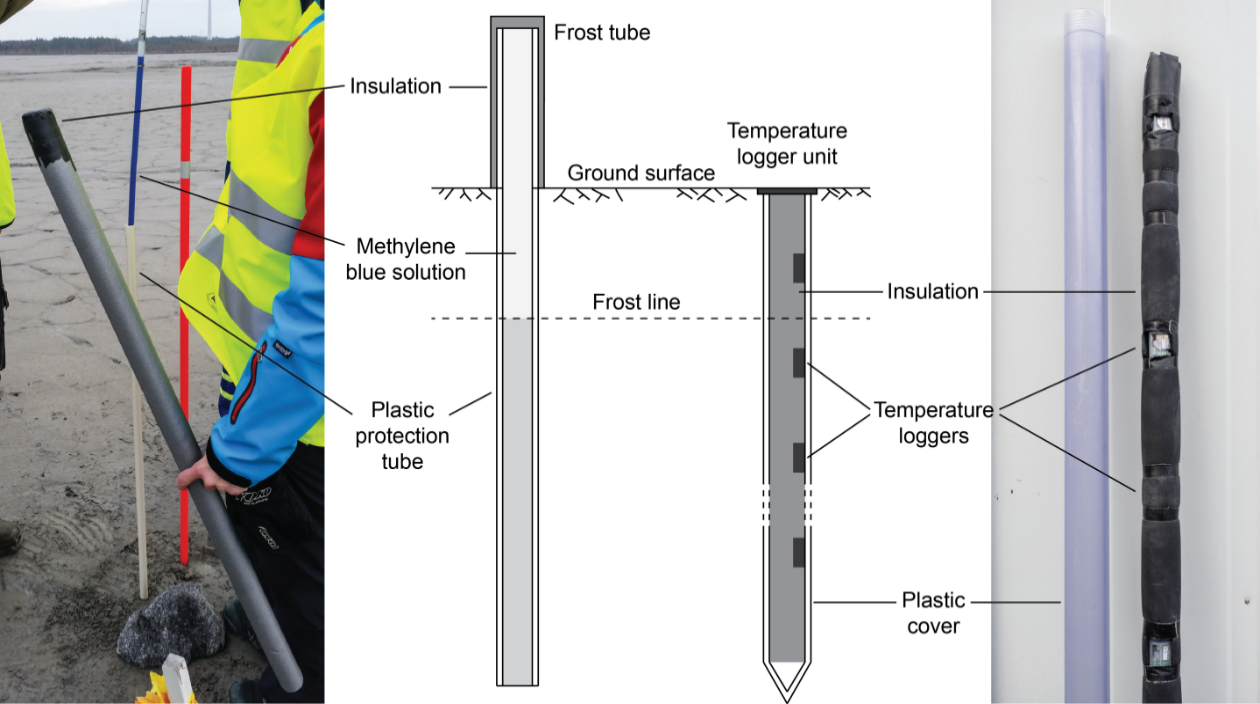 Frost tube
Insulation
Temperature
logger unit
Ground surface
Methylene
blue solution
Insulation
Frost line
Plastic
protection
tube
Temperature
loggers
Plastic
cover